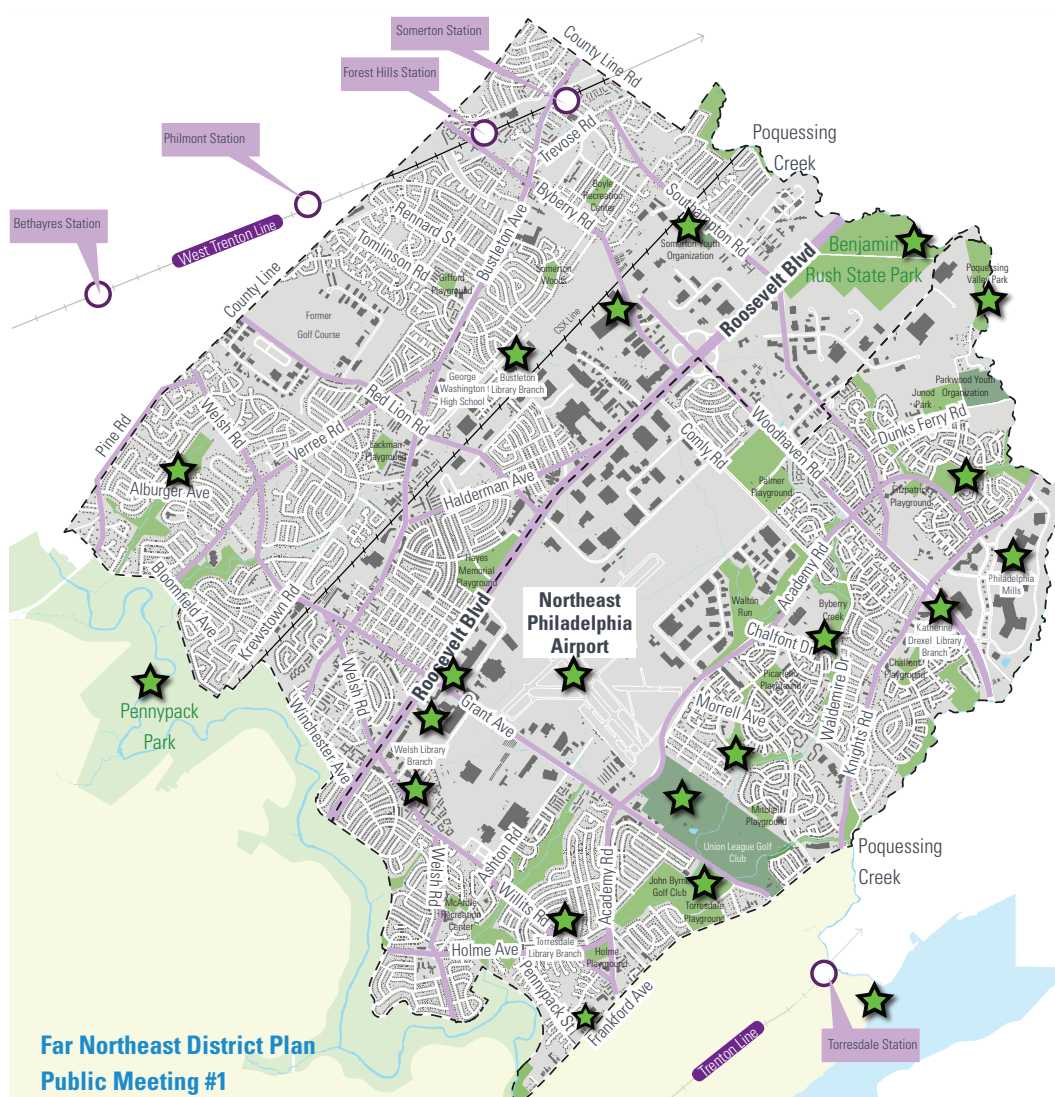 Somerton Station
County Line Rd
Forest Hills Station
Philmont Station
Trevose Rd
Poquessing
Creek
Bethayres Station
West Trenton Line
Byberry Rd
Boyle
Recreation
Center
Southampton Rd
Rennard St
Tomlinson Rd
Bustleton Ave
Somerton Youth
Organization
Benjamin
Rush State Park
Roosevelt Blvd
Poquessing
Valley Park
County Line
Gifford
Playground
Somerton
Woods
CSX Line
Former
Golf Course
George
Washington
High School
Bustleton
Library Branch
Parkwood Youth
Organization
Junod
Park
Dunks Ferry Rd
Pine Rd
Welsh Rd
Verree Rd
Red Lion Rd
Lackman
Playground
Comly Rd
Woodhaven Rd
Alburger Ave
Halderman Ave
Palmer
Playground
Fitzpatrick
Playground
Bloomfield Ave
Krewstown Rd
Hayes
Memorial
Playground
Northeast
Philadelphia
Airport
Walton
Run
Academy Rd
Byberry
Creek
Philadelphia
Mills
Chalfont Dr
Katherine
Drexel Library
Branch
Chalfont
Playground
Picariello
Playground
Walnhmire Dr
Pennypack
Park
Winchester Ave
Welsh Rd
Roosevelt Blvd
Grant Ave
Morrell Ave
Knights Rd
Welsh Library
Branch
Mitchell
Playground
Union League Golf
Club
Poquessing
Creek
Welsh Rd
Ashton Rd
Willits Rd
Academy Rd
John Byrne
Golf Club
Torresdale
Playground
McArdle
Recreation
Center
Holme Ave
Torresdale
Library Branch
Holme
Playground
Pennypack St
Frankford Ave
Trenton Line
Torresdale Station
Far Northeast District Plan
Public Meeting #1